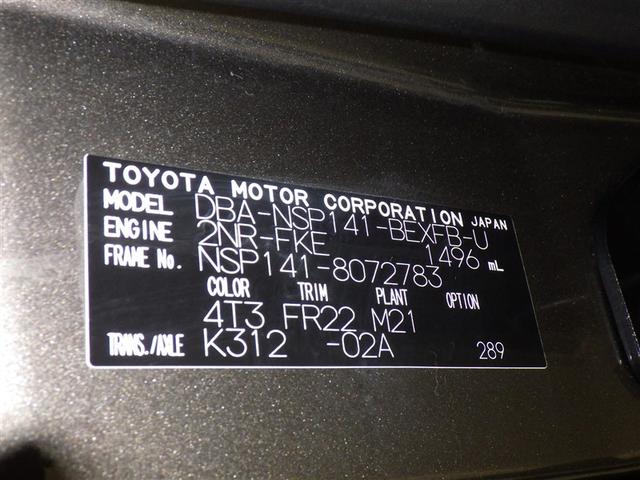 TOYOTA MOTOR CORPORATION JAPAN
MODEL DBA-NSP141-BEXFB-U
ENGINE 2NR-FKE 1496 mL
FRAME No. NSP141-8072783
COLOR TRIM PLANT OPTION
4T3 FR22 M21
TRANS./AXLE K312 -02A 289